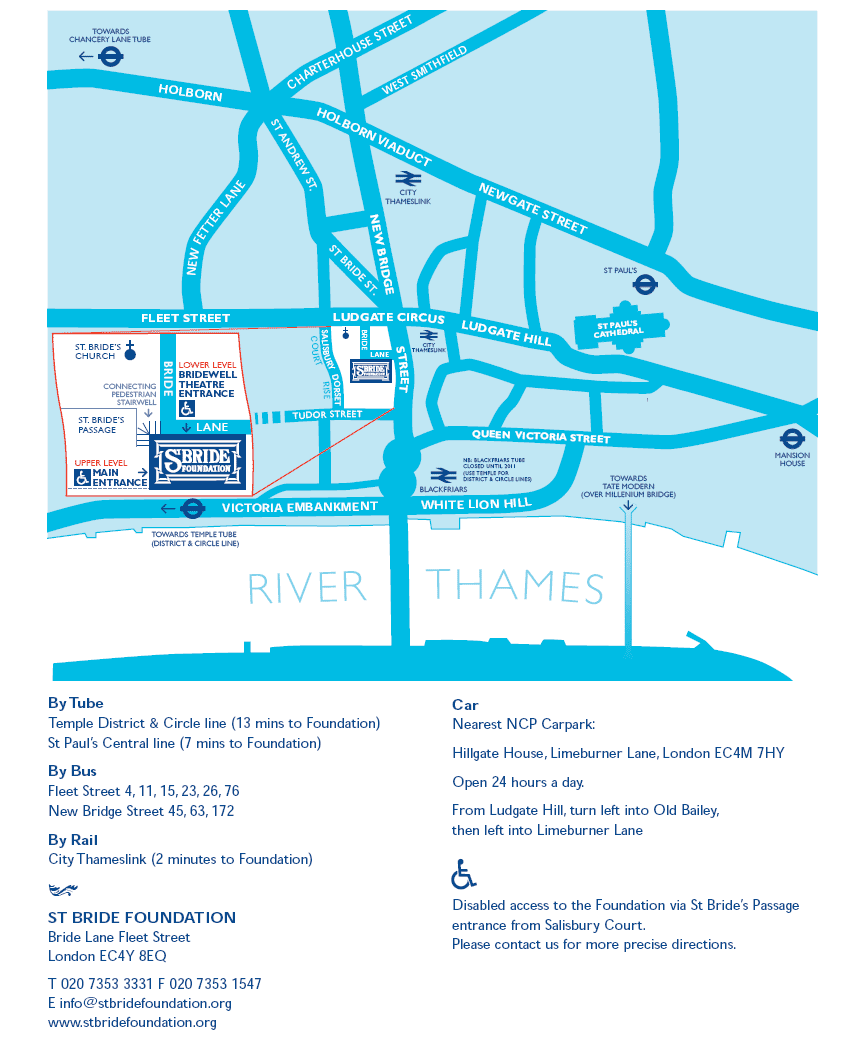 TOWARDS
CHANCERY LANE TUBE
HOLBORN
CHARTERHOUSE STREET
WEST SMITHFIELD
ST ANDREW ST.
HOLBORN VIADUCT
CITY
THAMESLINK
NEWGATE STREET
NEW FETTER LANE
NEW BRIDGE
STREET
ST BRIDE ST.
ST PAUL'S
FLEET STREET
LUDGATE CIRCUS
LUDGATE HILL
ST PAUL'S
CATHEDRAL
CITY
THAMESLINK
SALISBURY
COURT
DORSET
RISE
BRIDE
LANE
ST BRIDE
FOUNDATION
ST. BRIDE'S
CHURCH
BRIDE
LOWER LEVEL
BRIDEWELL
THEATRE
ENTRANCE
CONNECTING
PEDESTRIAN
STAIRWELL
ST. BRIDE'S
PASSAGE
LANE
TUDOR STREET
UPPER LEVEL
MAIN
ENTRANCE
ST BRIDE
FOUNDATION
QUEEN VICTORIA STREET
MANSION
HOUSE
NB: BLACKFRIARS TUBE
CLOSED UNTIL 2011
(USE TEMPLE FOR
DISTRICT & CIRCLE LINES)
BLACKFRIARS
TOWARDS
TATE MODERN
(OVER MILLENIUM BRIDGE)
VICTORIA EMBANKMENT
WHITE LION HILL
TOWARDS TEMPLE TUBE
(DISTRICT & CIRCLE LINE)
RIVER THAMES
By Tube
Temple District & Circle line (13 mins to Foundation)
St Paul's Central line (7 mins to Foundation)
By Bus
Fleet Street 4, 11, 15, 23, 26, 76
New Bridge Street 45, 63, 172
By Rail
City Thameslink (2 minutes to Foundation)
ST BRIDE FOUNDATION
Bride Lane Fleet Street
London EC4Y 8EQ
T 020 7353 3331 F 020 7353 1547
E info@stbridefoundation.org
www.stbridefoundation.org
Car
Nearest NCP Carpark:
Hillgate House, Limeburner Lane, London EC4M 7HY
Open 24 hours a day.
From Ludgate Hill, turn left into Old Bailey,
then left into Limeburner Lane
Disabled access to the Foundation via St Bride's Passage
entrance from Salisbury Court.
Please contact us for more precise directions.